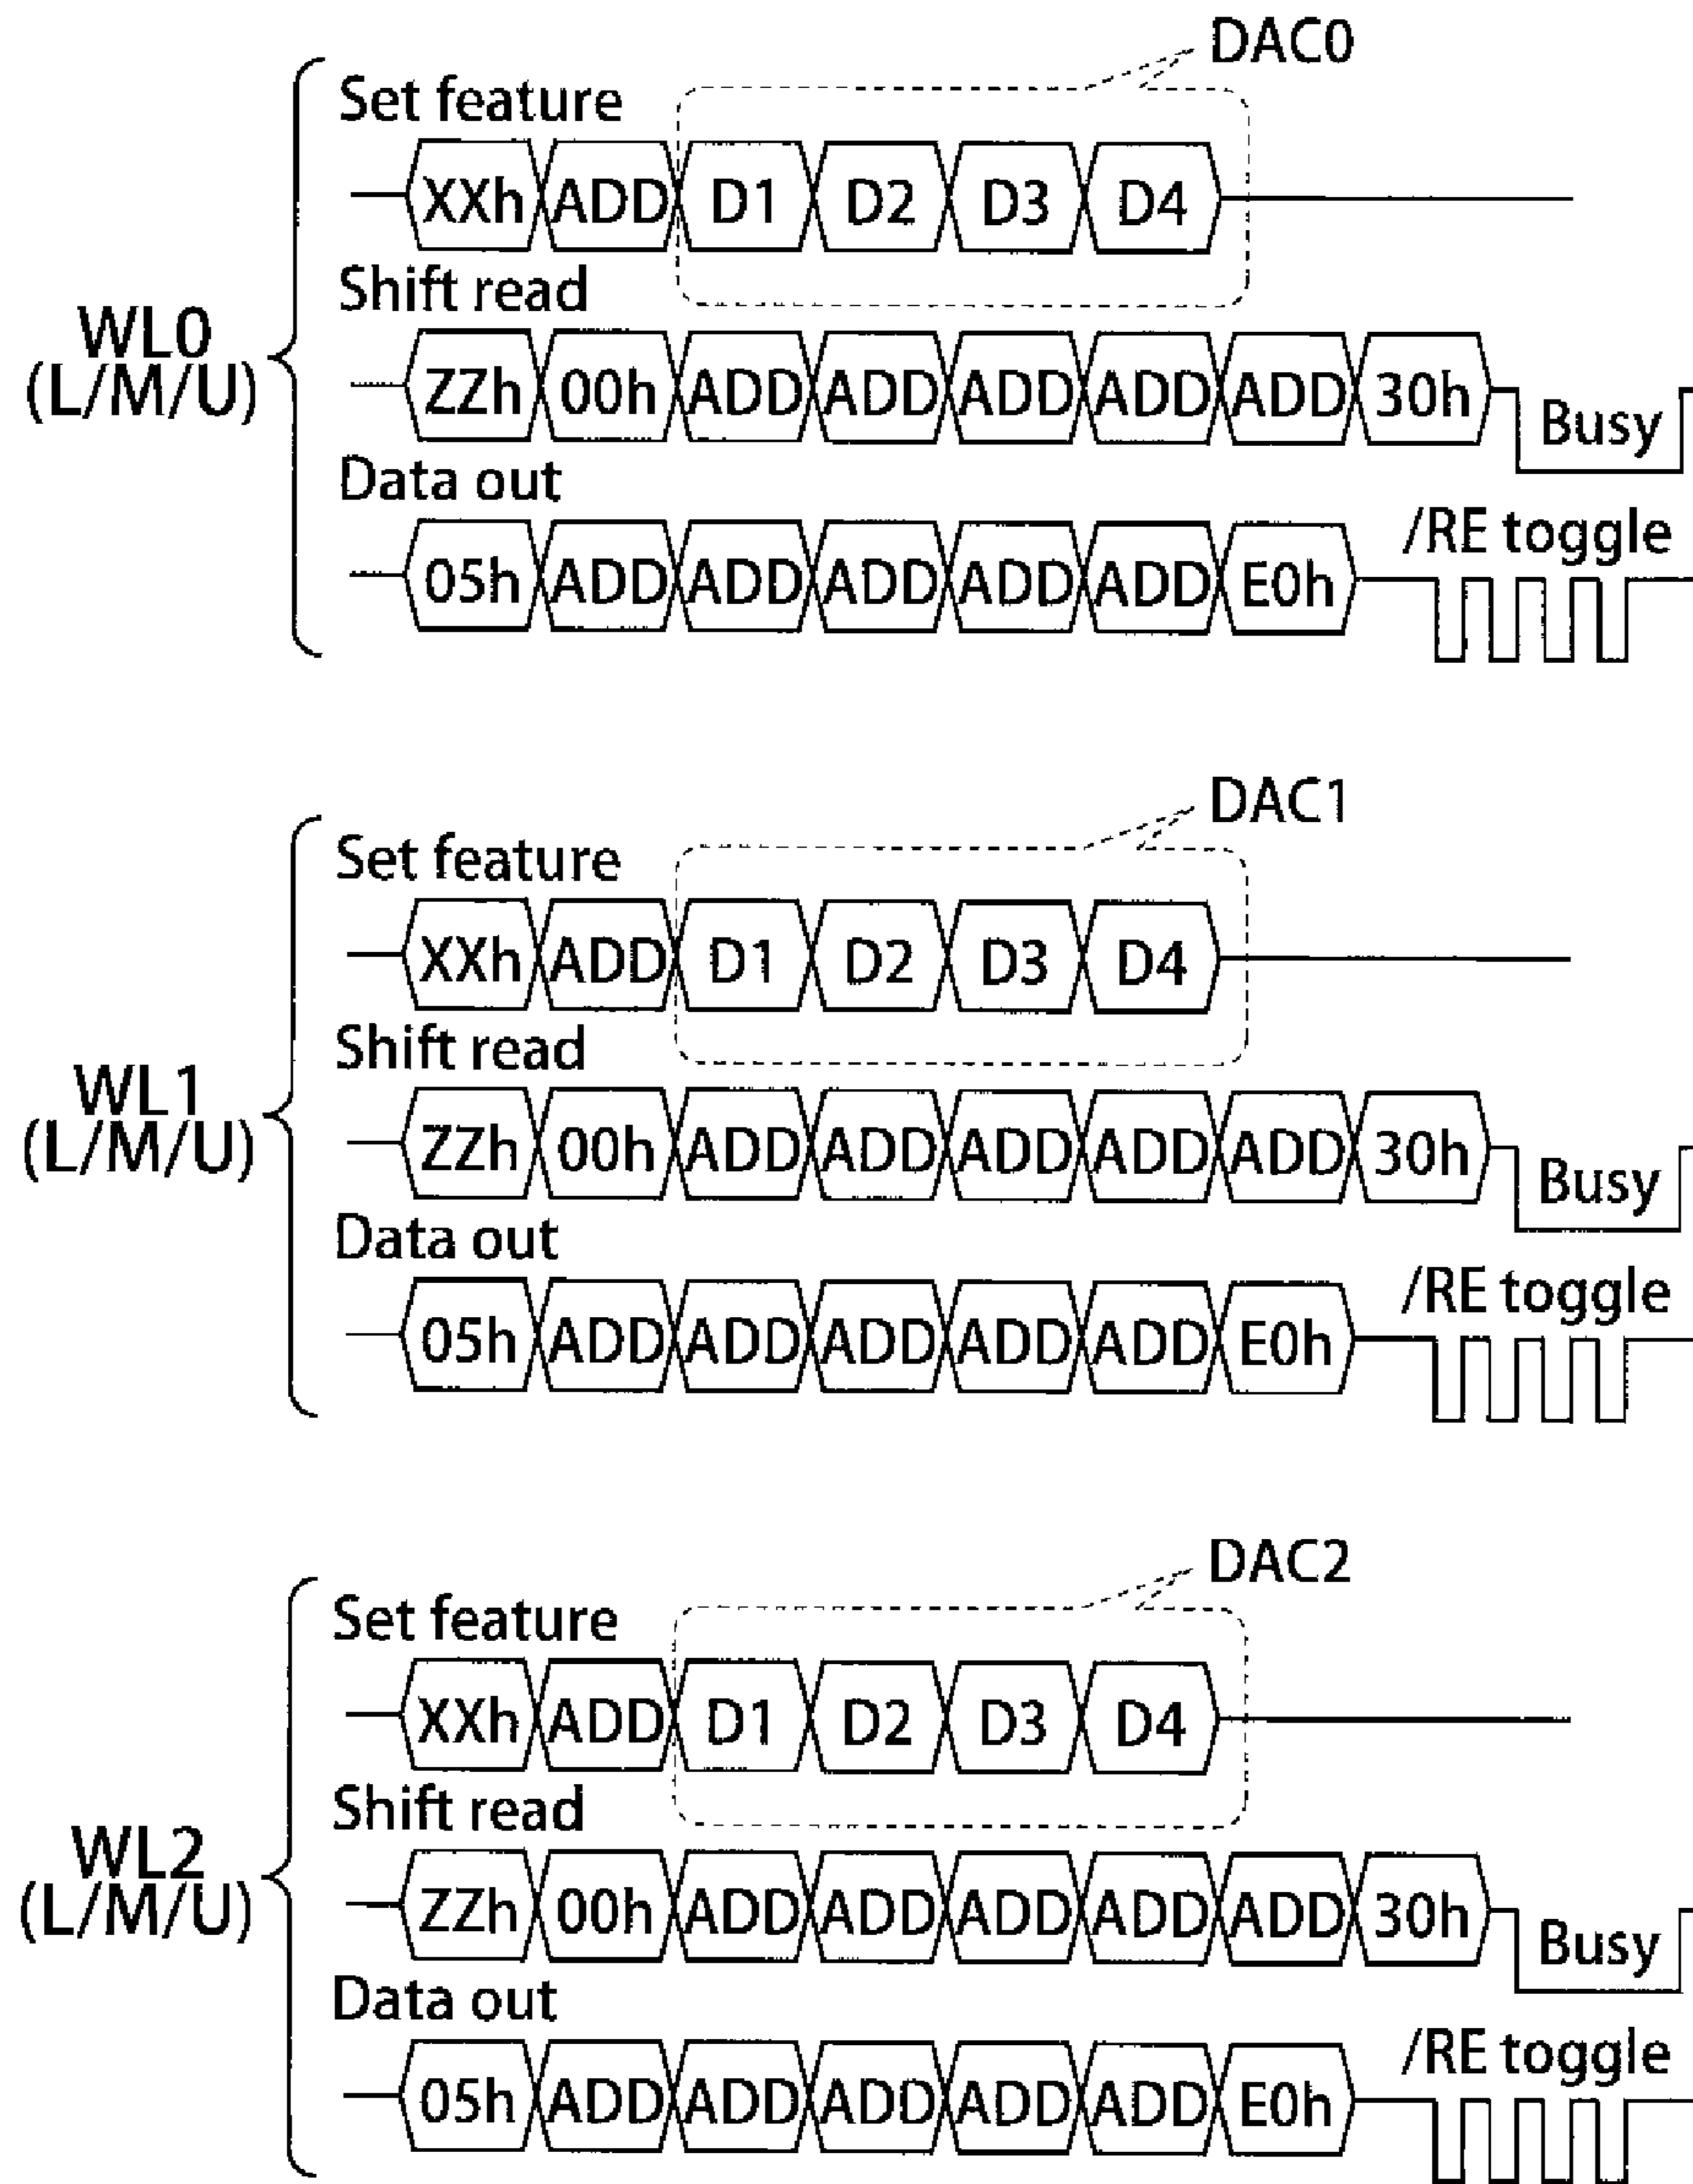 DAC0
Set feature
XXh ADD D1 D2 D3 D4
Shift read
WL0
(L/M/U)
ZZh 00h ADD ADD ADD ADD ADD 30h Busy
Data out
/RE toggle
05h ADD ADD ADD ADD ADD E0h
DAC1
Set feature
XXh ADD D1 D2 D3 D4
Shift read
WL1
(L/M/U)
ZZh 00h ADD ADD ADD ADD ADD 30h Busy
Data out
/RE toggle
05h ADD ADD ADD ADD ADD E0h
DAC2
Set feature
XXh ADD D1 D2 D3 D4
Shift read
WL2
(L/M/U)
ZZh 00h ADD ADD ADD ADD ADD 30h Busy
Data out
/RE toggle
05h ADD ADD ADD ADD ADD E0h